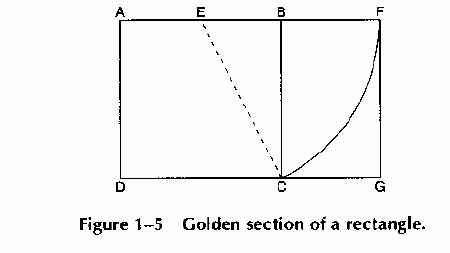 A E B F
D C G
Figure 1–5 Golden section of a rectangle.